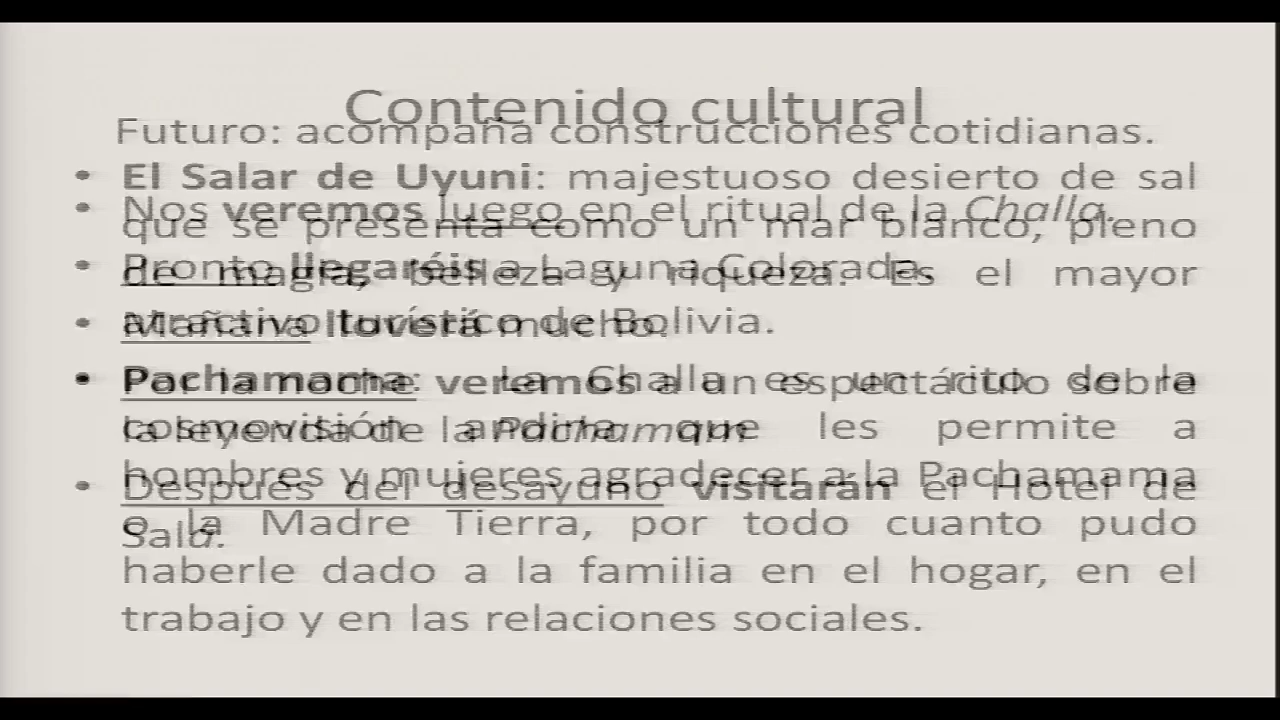 Contenido cultural
• El Salar de Uyuni: majestuoso desierto de sal
que se presenta como un mar blanco, pleno
de magia, belleza y riqueza. Es el mayor
atractivo turístico de Bolivia.
• Pachamama: La Challa es un rito de la
cosmovisión andina que les permite a
hombres y mujeres agradecer a la Pachamama
o la Madre Tierra, por todo cuanto pudo
haberle dado a la familia en el hogar, en el
trabajo y en las relaciones sociales.
Futuro: acompaña construcciones cotidianas.
• Nos veremos luego en el ritual de la Challa.
• Pronto llegaréis a Laguna Colorada.
• Mañana lloverá mucho.
• Por la noche veremos a un espectáculo sobre
la leyenda de la
• Después del desayuno visitarán el Hotel de